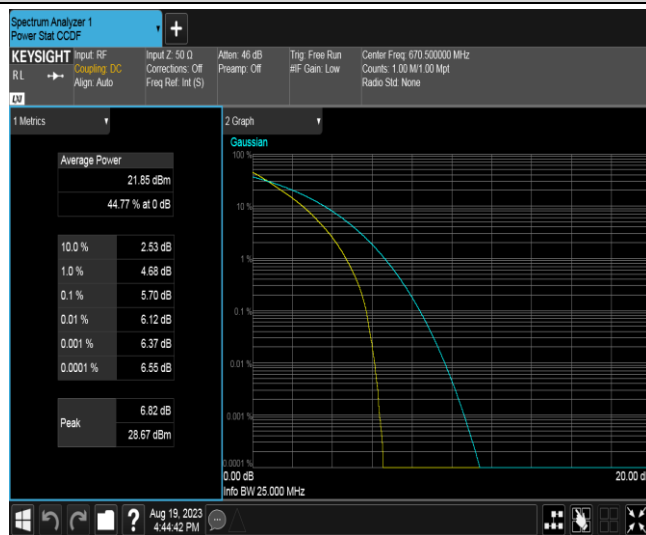 Spectrum Analyzer 1
Power Stat CCDF
+
KEYSIGHT
RL
LXI
Input: RF
Coupling: DC
Align: Auto
Input Z: 50 Ω
Corrections: Off
Freq Ref: Int (S)
Atten: 46 dB
Preamp: Off
Trig: Free Run
#IF Gain: Low
Center Freq: 670.500000 MHz
Counts: 1.00 M/1.00 Mpt
Radio Std: None
1 Metrics
Average Power
21.85 dBm
44.77 % at 0 dB
10.0 % 2.53 dB
1.0 % 4.68 dB
0.1 % 5.70 dB
0.01 % 6.12 dB
0.001 % 6.37 dB
0.0001 % 6.55 dB
Peak
6.82 dB
28.67 dBm
2 Graph
Gaussian
100 %
10 %
1 %
0.1 %
0.01 %
0.001 %
0.0001 %
0.00 dB
20.00 d
Info BW 25.000 MHz
?
Aug 19, 2023
4:44:42 PM